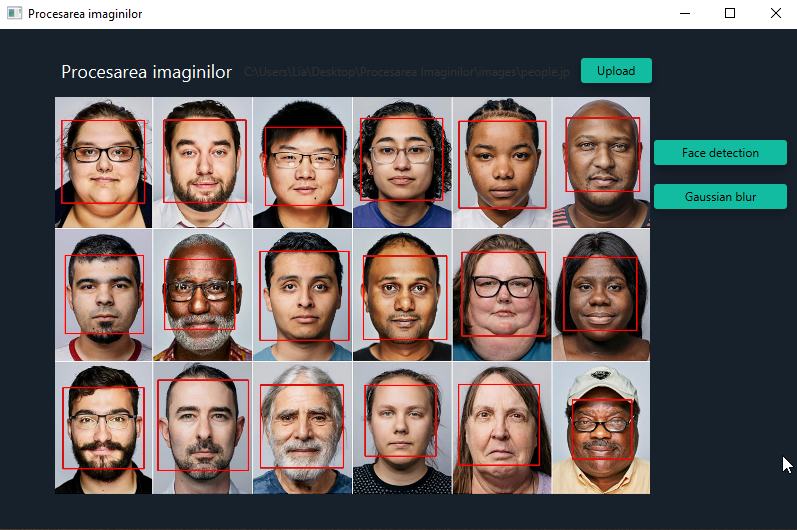 Procesarea imaginilor
Procesarea imaginilor C:\Users\Lia\Desktop\Procesarea Imaginilor\images\people.jp Upload
Face detection
Gaussian blur